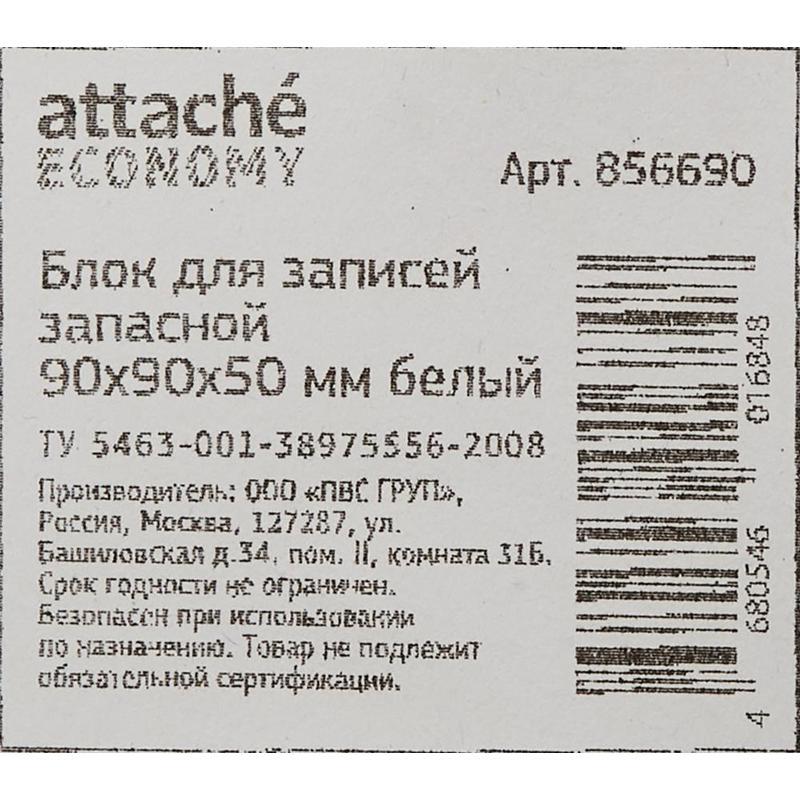 attaché
ECONOMY
Арт. 856690
Блок для записей
запасной
90х90х50 мм белый
ТУ 5463-001-38975556-2008
Производитель: ООО «ПВС ГРУП»,
Россия, Москва, 127287, ул.
Башиловская д.34, пом. II, комната 31Б.
Срок годности не ограничен.
Безопасен при использовании
по назначению. Товар не подлежит
обязательной сертификации.
4 680546 016848